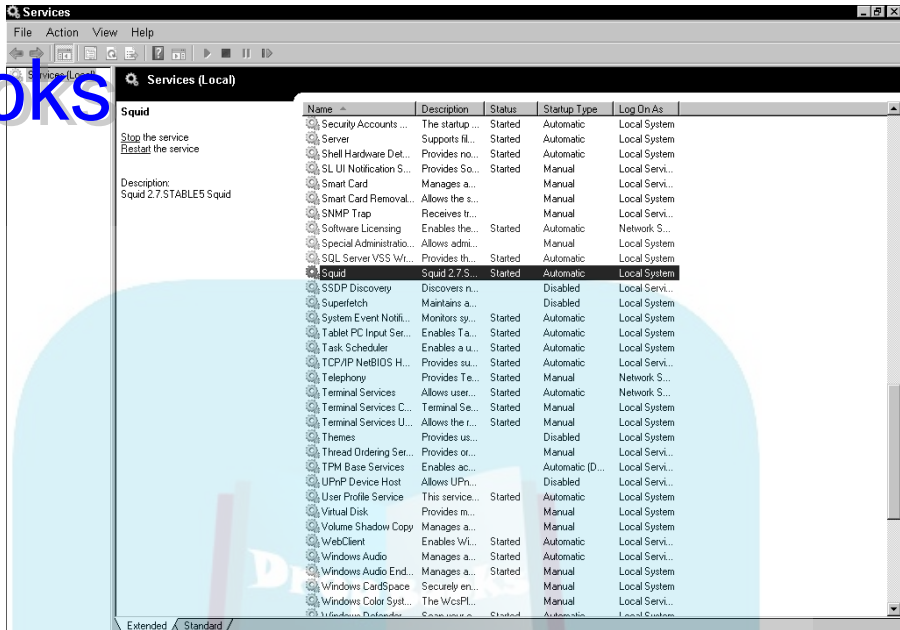 Services
File Action View Help
Services (Local)
oks
Services (Local)
Squid
Stop the service
Restart the service
Description:
Squid 2.7.STABLE5 Squid
Name Description Status Startup Type Log On As
Security Accounts ... The startup ... Started Automatic Local System
Server Supports fil... Started Automatic Local System
Shell Hardware Det... Provides no... Started Automatic Local System
SL UI Notification S... Provides So... Started Manual Local Servi...
Smart Card Manages a... Manual Local Servi...
Smart Card Removal... Allows the s... Manual Local System
SNMP Trap Receives tr... Manual Local Servi...
Software Licensing Enables the... Started Automatic Network S...
Special Administratio... Allows admi... Manual Local System
SQL Server VSS Wr... Provides th... Started Automatic Local System
Squid Squid 2.7.S... Started Automatic Local System
SSDP Discovery Discovers n... Disabled Local Servi...
Superfetch Maintains a... Disabled Local System
System Event Notifi... Monitors sy... Started Automatic Local System
Tablet PC Input Ser... Enables Ta... Started Automatic Local System
Task Scheduler Enables a u... Started Automatic Local System
TCP/IP NetBIOS H... Provides su... Started Automatic Local Servi...
Telephony Provides Te... Started Manual Network S...
Terminal Services Allows user... Started Automatic Network S...
Terminal Services C... Terminal Se... Started Manual Local System
Terminal Services U... Allows the r... Started Manual Local System
Themes Provides us... Disabled Local System
Thread Ordering Ser... Provides or... Manual Local Servi...
TPM Base Services Enables ac... Automatic (D... Local Servi...
UPnP Device Host Allows UPn... Disabled Local Servi...
User Profile Service This service... Started Automatic Local System
Virtual Disk Provides m... Manual Local System
Volume Shadow Copy Manages a... Manual Local System
WebClient Enables Wi... Started Automatic Local Servi...
Windows Audio Manages a... Started Automatic Local Servi...
Windows Audio End... Manages a... Started Manual Local System
Windows CardSpace Securely en... Manual Local System
Windows Color Syst... The WcsPl... Manual Local Servi...
Windows Defender Scan your c... Started Automatic Local System
Extended Standard